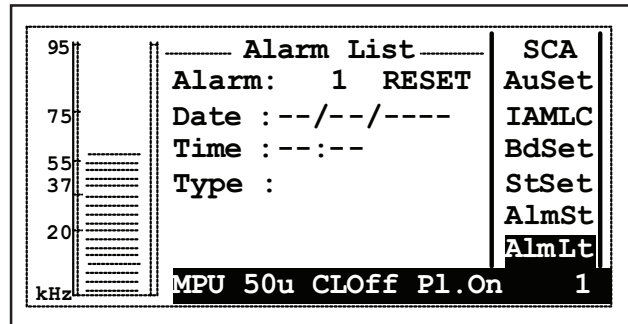 95
75
55
37
20
kHz
Alarm List
Alarm: 1 RESET
Date :--/--/----
Time :--:--
Type :
SCA
AuSet
IAMLC
BdSet
StSet
AlmSt
AlmLt
MPU 50u CLOff Pl.On 1